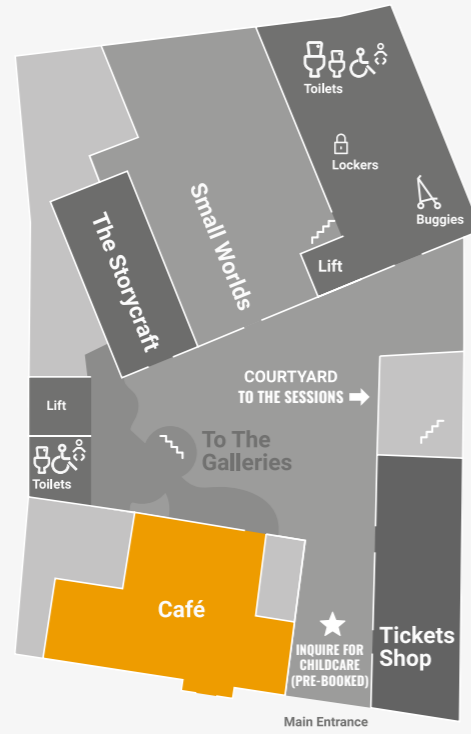 Toilets
Lockers
Buggies
Small Worlds
The Storycraft
Lift
COURTYARD
TO THE SESSIONS
Lift
To The
Galleries
Toilets
Café
Tickets
Shop
INQUIRE FOR
CHILDCARE
(PRE-BOOKED)
Main Entrance